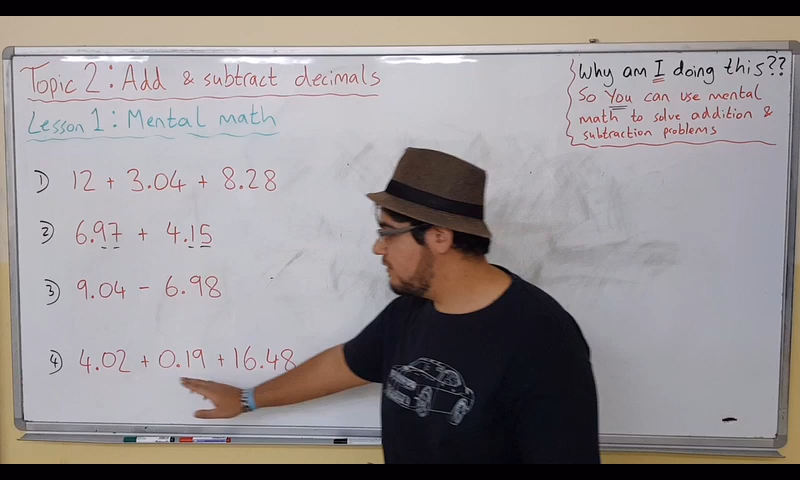 Topic 2: Add & subtract decimals
Lesson 1: Mental math
1) 12 + 3.04 + 8.28
2) 6.97 + 4.15
3) 9.04 - 6.98
4) 4.02 + 0.19 + 16.48
Why am I doing this??
So You can use mental
math to solve addition &
subtraction problems